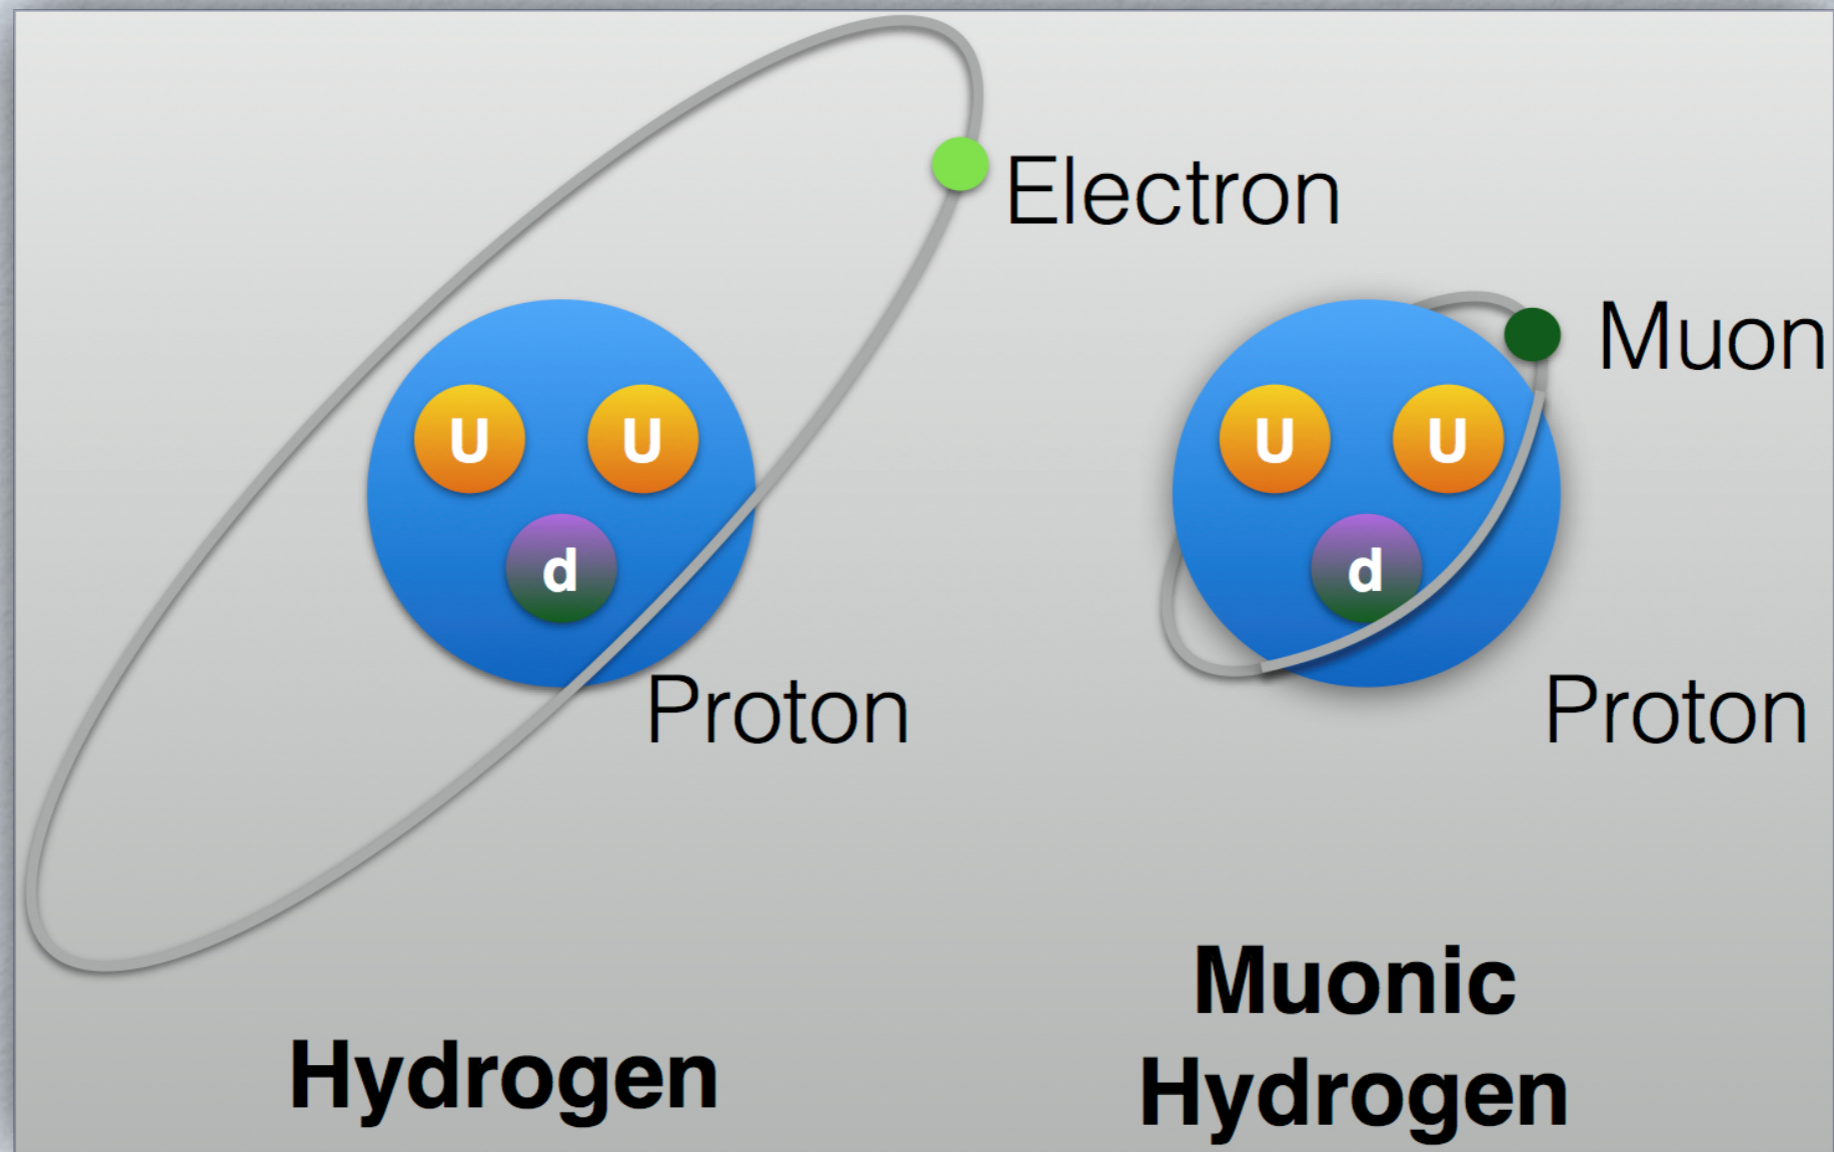 Electron
U U
d
Proton
Hydrogen
Muon
U U
d
Proton
Muonic
Hydrogen